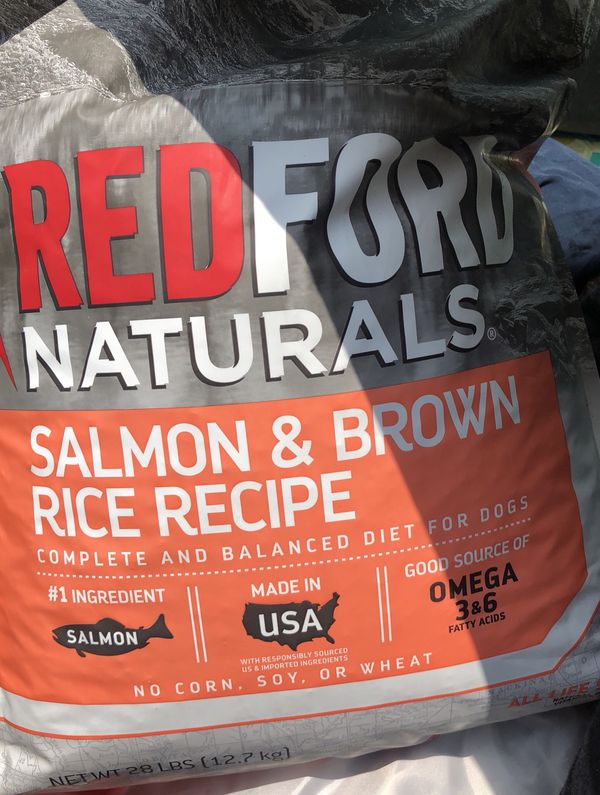 REDFORD
NATURALS®
SALMON & BROWN
RICE RECIPE
COMPLETE AND BALANCED DIET FOR DOGS
#1 INGREDIENT
SALMON
MADE IN
USA
WITH RESPONSIBLY SOURCED
US & IMPORTED INGREDIENTS
GOOD SOURCE OF
OMEGA
3&6
FATTY ACIDS
NO CORN, SOY, OR WHEAT
ALL LIFE
NET WT 28 LBS (12.7 kg)